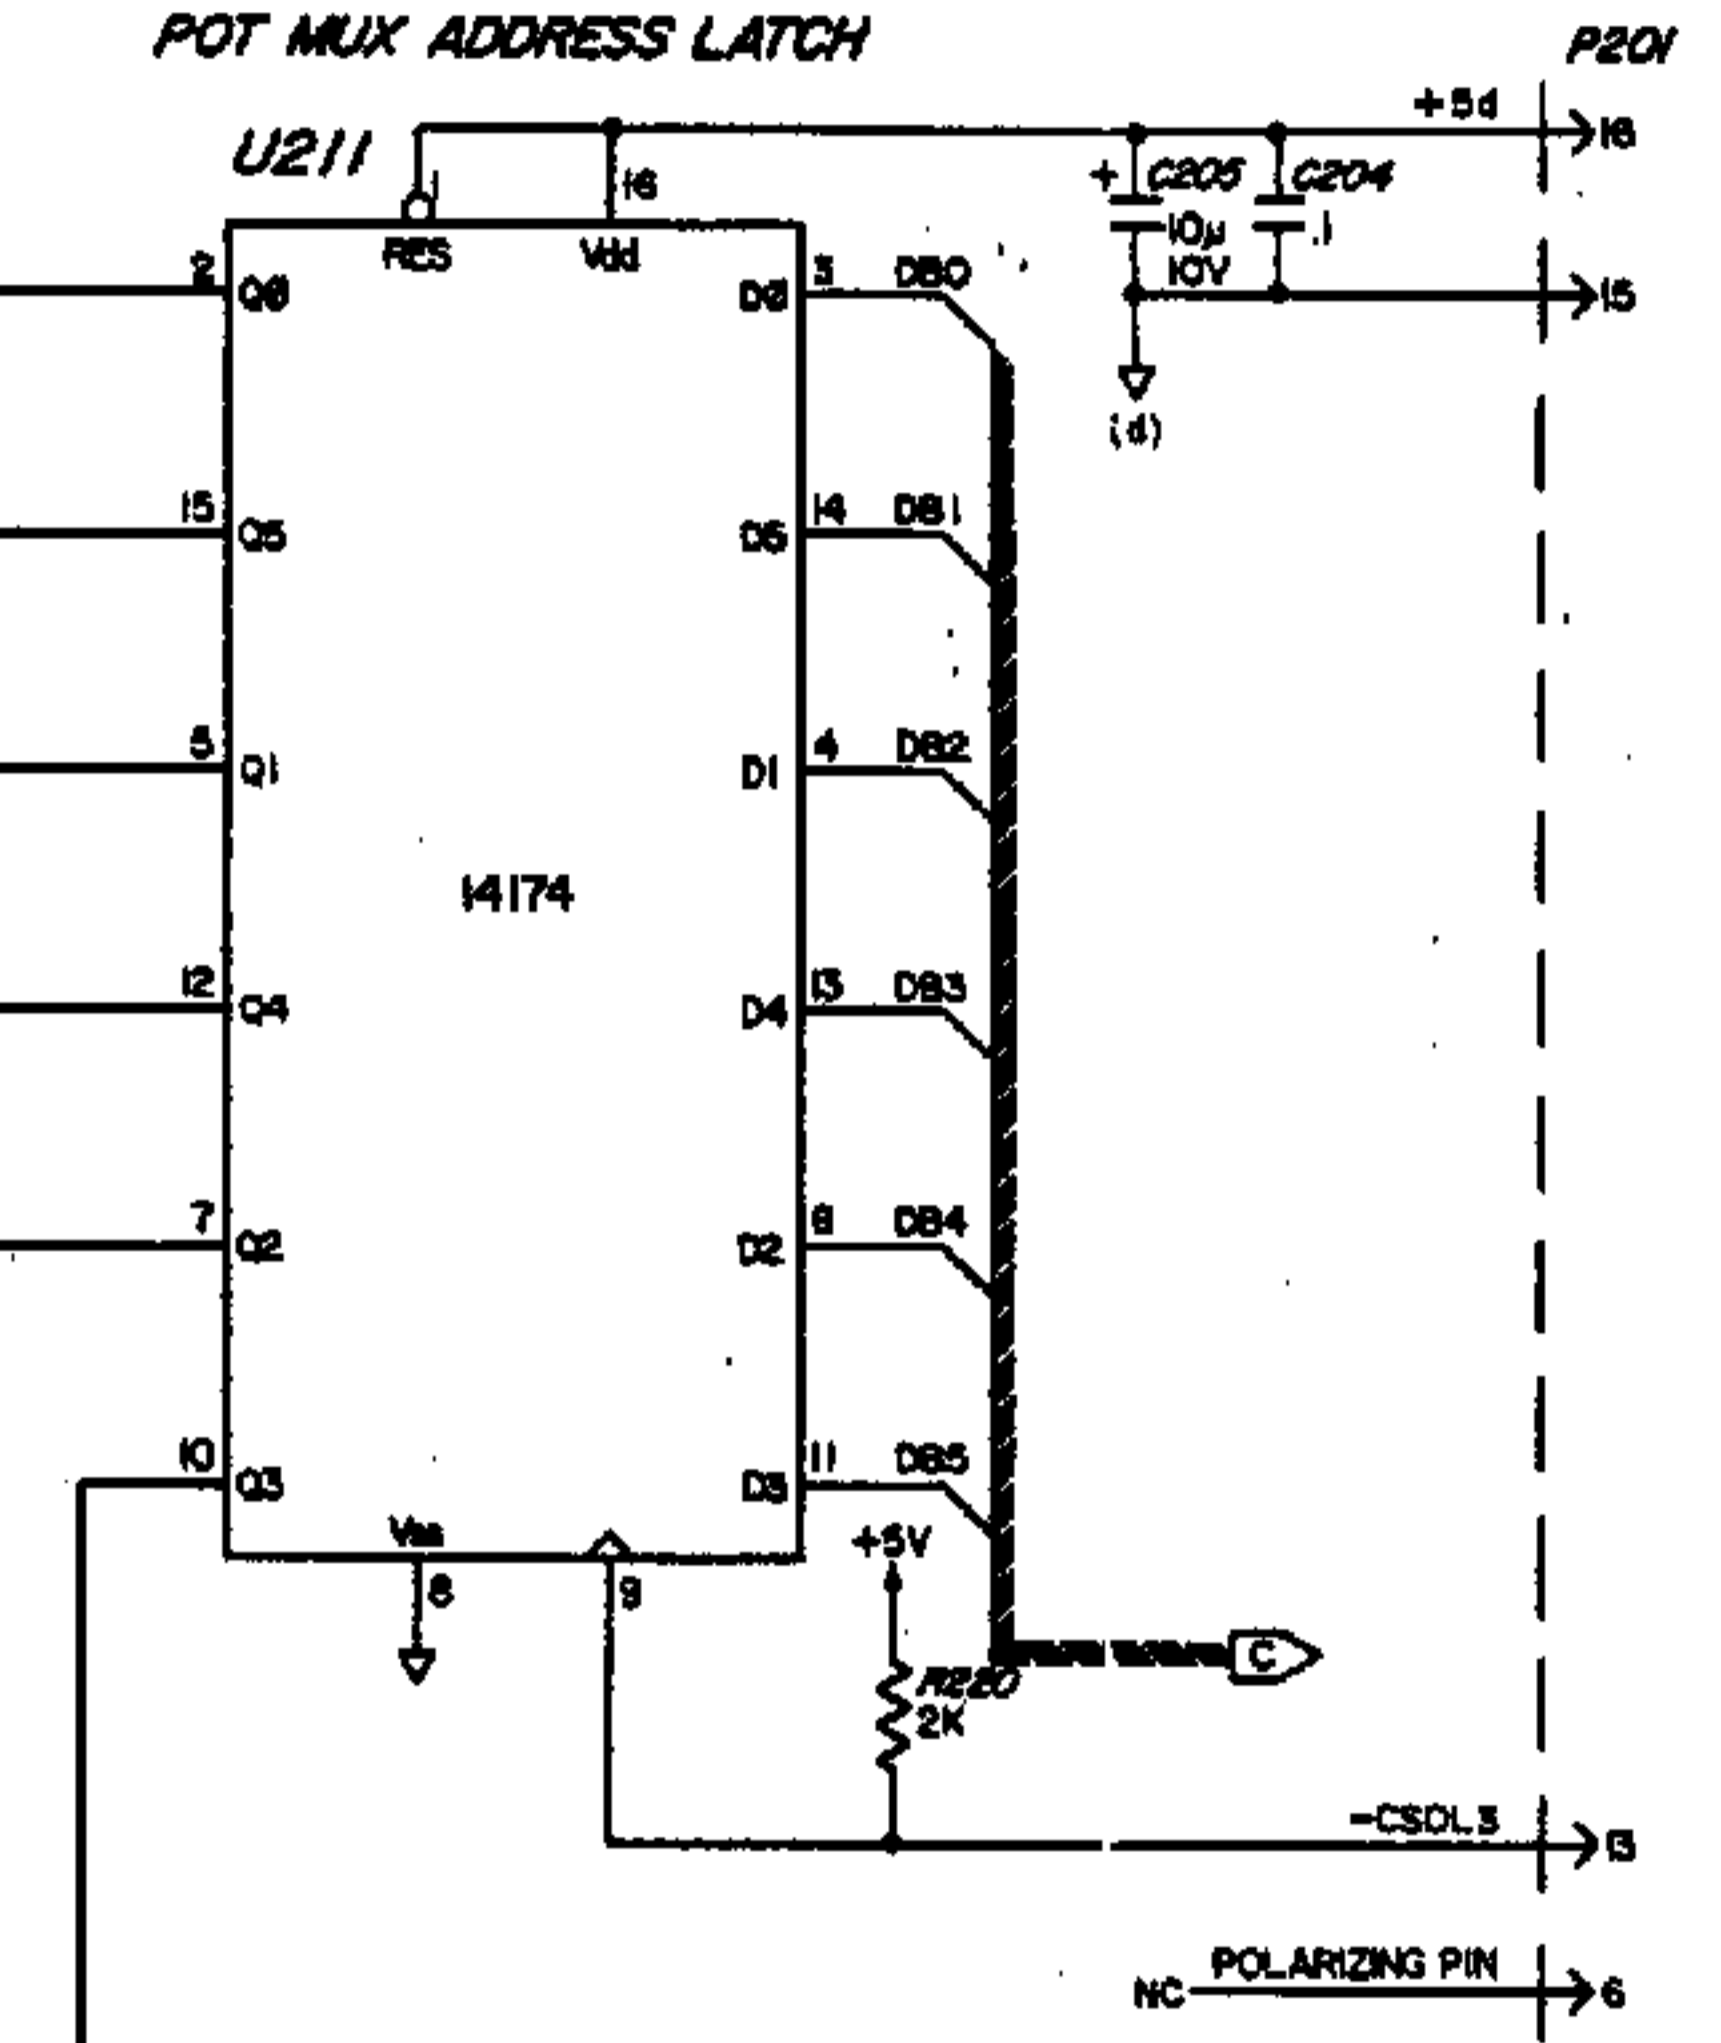 POT MUX ADDRESS LATCH
P201
+5d
16
U211
1
16
+ C205
C204
10µ
.1
10V
RES
Vdd
2
Q0
D0
3
DB0
15
(d)
15
Q5
D5
14
DB1
5
Q1
D1
4
DB2
14174
12
Q4
D4
13
DB3
7
Q2
D2
6
DB4
10
Q3
D3
11
DB5
Vss
+5V
8
9
C
R220
2K
-CSOL3
13
POLARIZING PIN
NC
6